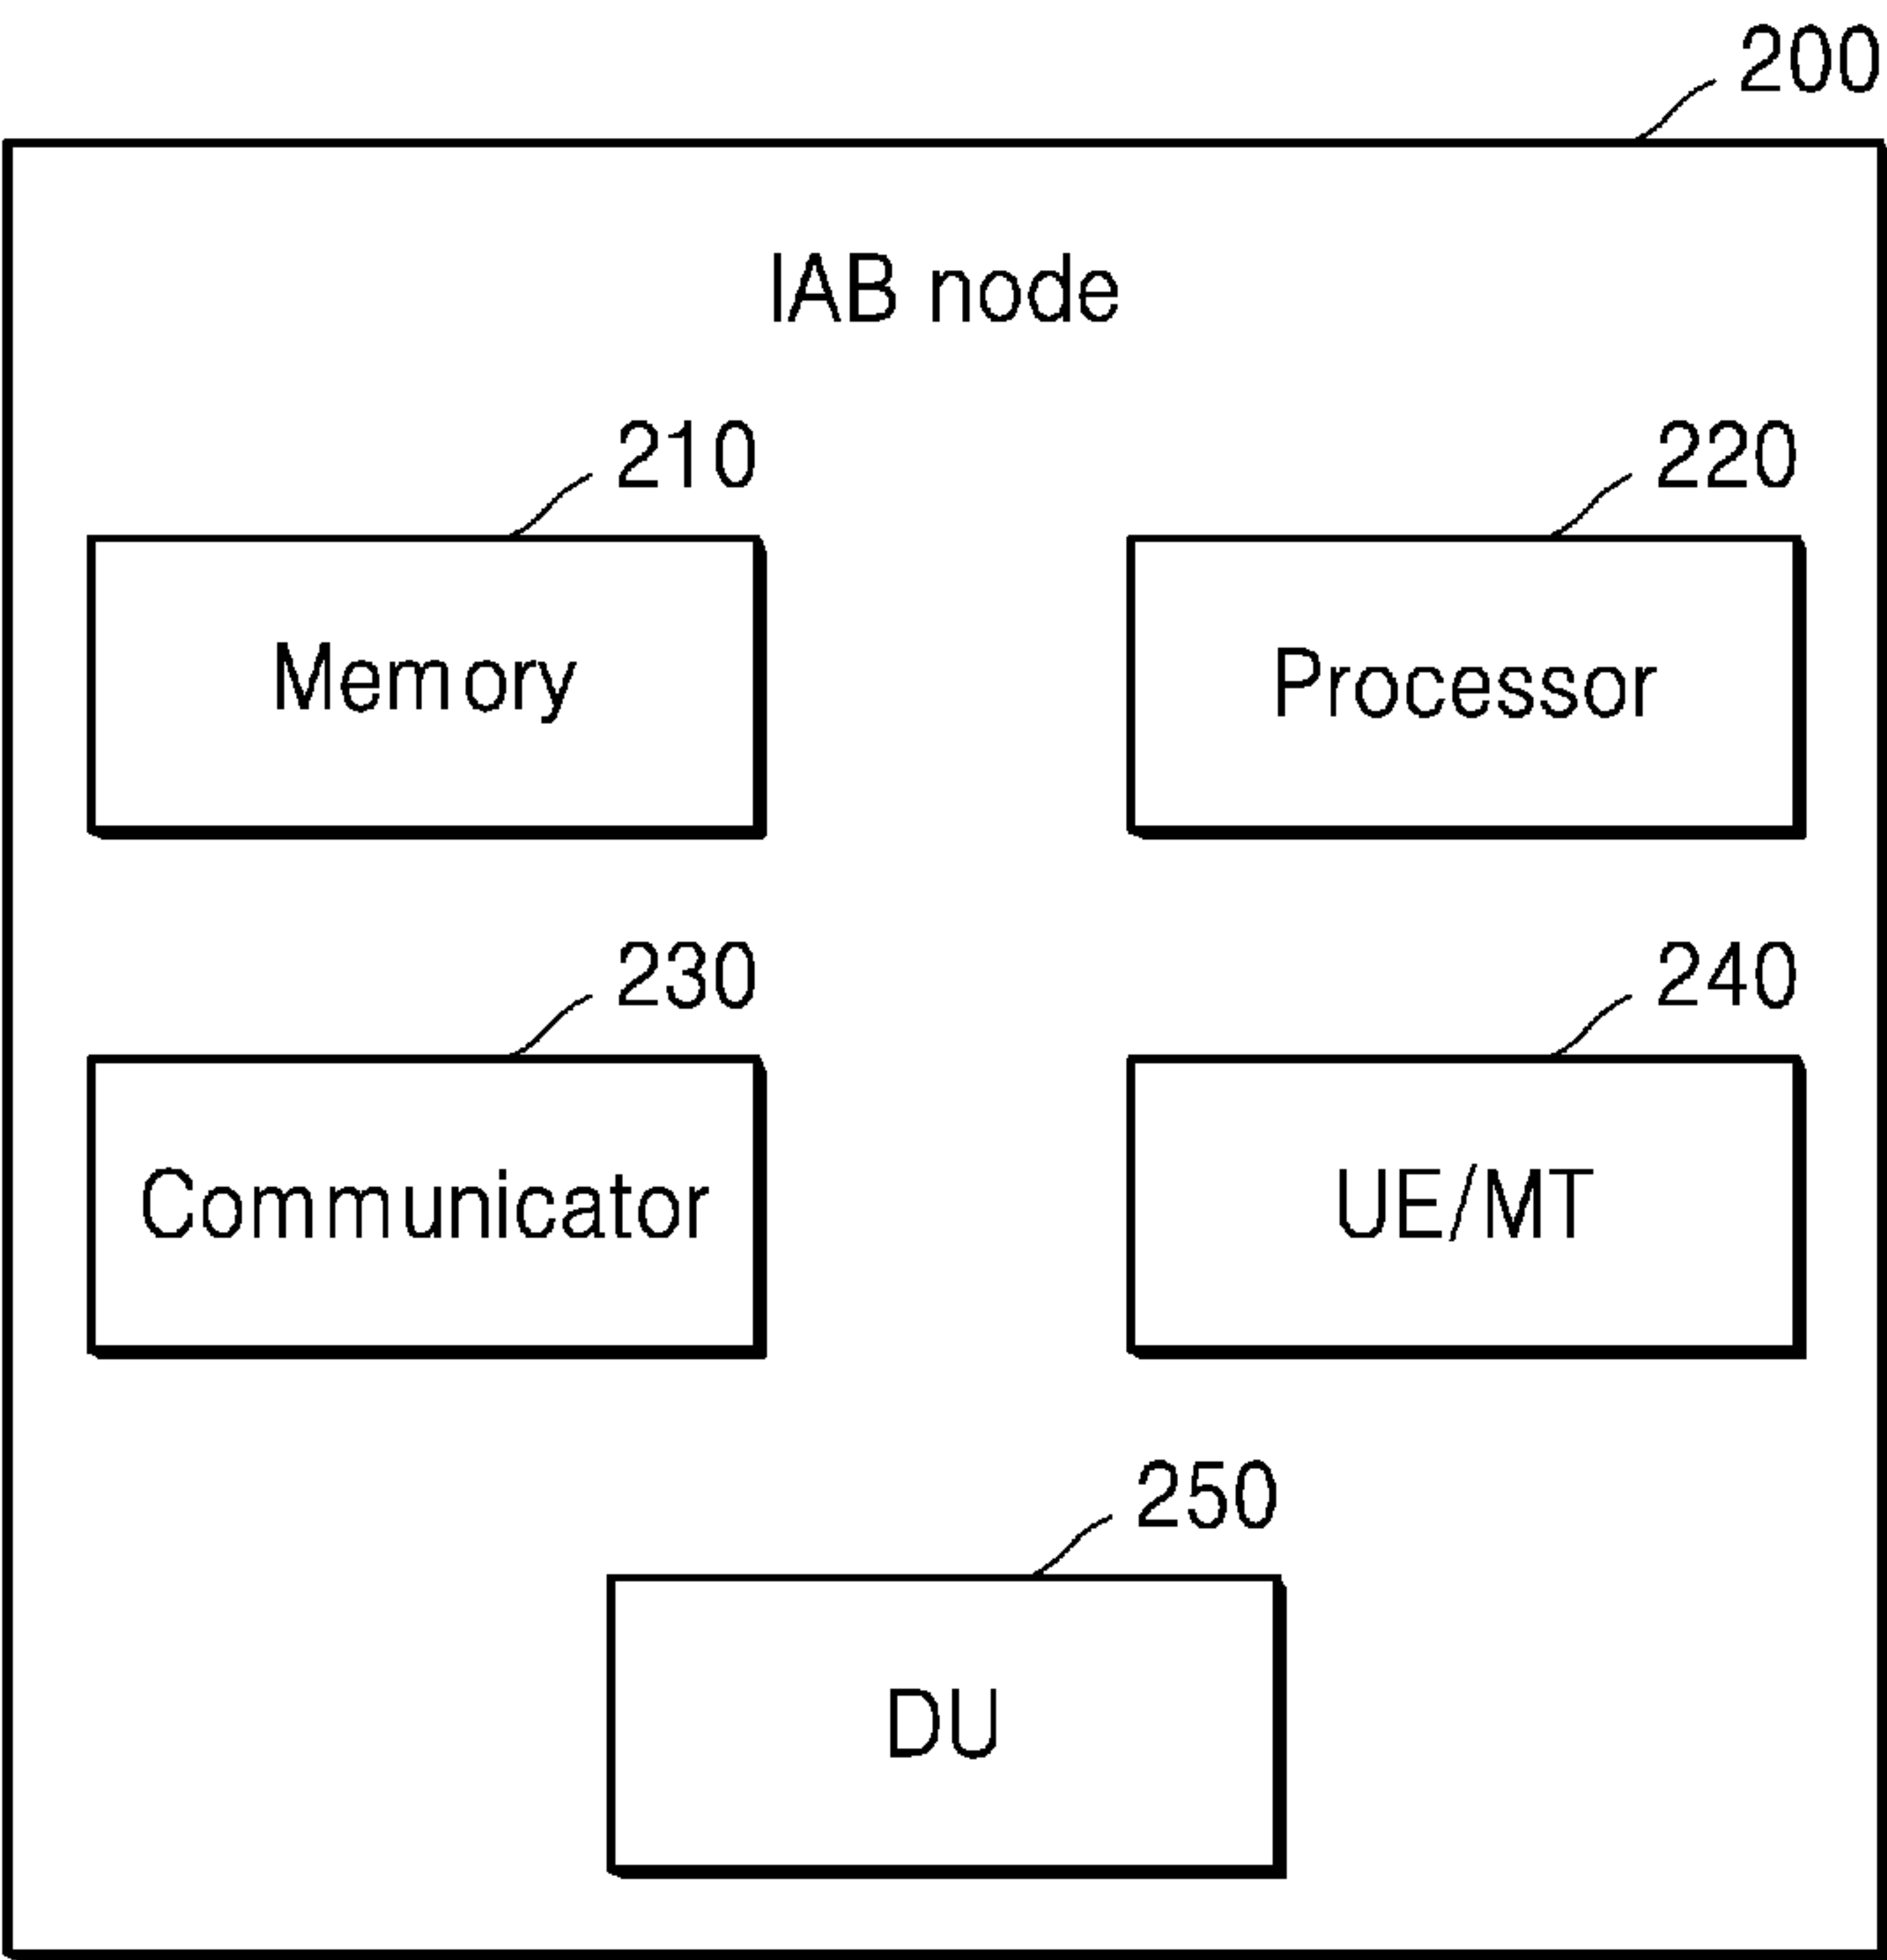 200
IAB node
210
220
Memory
Processor
230
240
Communicator
UE/MT
250
DU